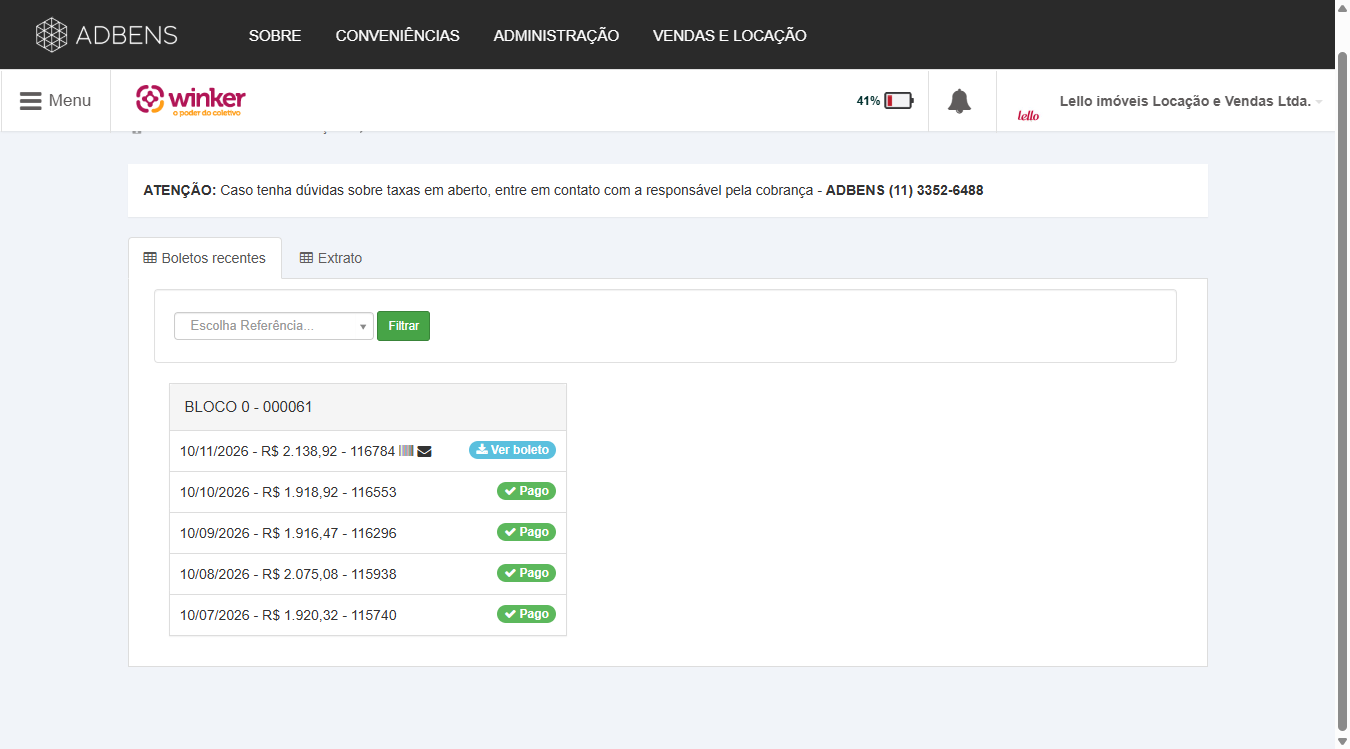 ADBENS SOBRE CONVENIÊNCIAS ADMINISTRAÇÃO VENDAS E LOCAÇÃO
Menu winker o poder do coletivo 41% lello Lello imóveis Locação e Vendas Ltda.
ATENÇÃO: Caso tenha dúvidas sobre taxas em aberto, entre em contato com a responsável pela cobrança - ADBENS (11) 3352-6488
Boletos recentes Extrato
Escolha Referência... Filtrar
BLOCO 0 - 000061
10/11/2026 - R$ 2.138,92 - 116784 Ver boleto
10/10/2026 - R$ 1.918,92 - 116553 Pago
10/09/2026 - R$ 1.916,47 - 116296 Pago
10/08/2026 - R$ 2.075,08 - 115938 Pago
10/07/2026 - R$ 1.920,32 - 115740 Pago